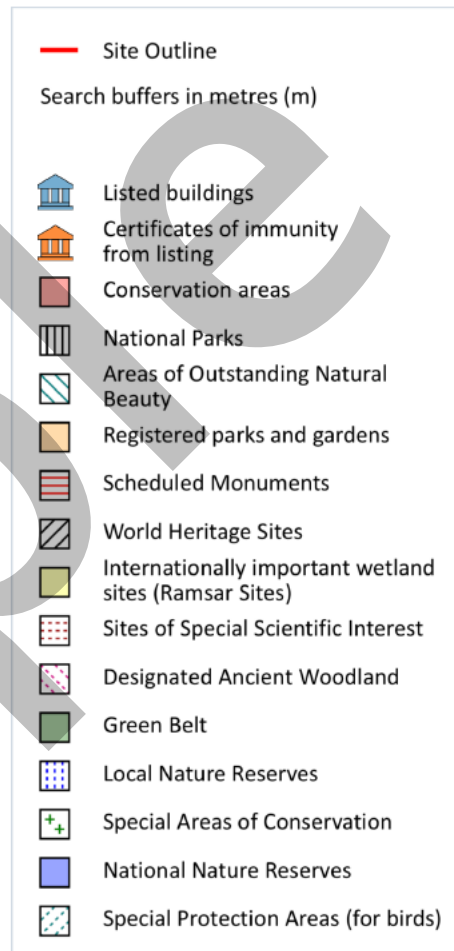 Site Outline
Search buffers in metres (m)
Listed buildings
Certificates of immunity
from listing
Conservation areas
National Parks
Areas of Outstanding Natural
Beauty
Registered parks and gardens
Scheduled Monuments
World Heritage Sites
Internationally important wetland
sites (Ramsar Sites)
Sites of Special Scientific Interest
Designated Ancient Woodland
Green Belt
Local Nature Reserves
Special Areas of Conservation
National Nature Reserves
Special Protection Areas (for birds)
ple